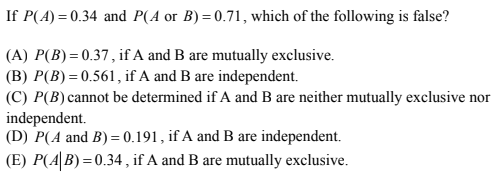 If P(A) = 0.34 and P(A or B) = 0.71, which of the following is false?
(A) P(B) = 0.37, if A and B are mutually exclusive.
(B) P(B) = 0.561, if A and B are independent.
(C) P(B) cannot be determined if A and B are neither mutually exclusive nor
independent.
(D) P(A and B) = 0.191, if A and B are independent.
(E) P(A|B) = 0.34, if A and B are mutually exclusive.